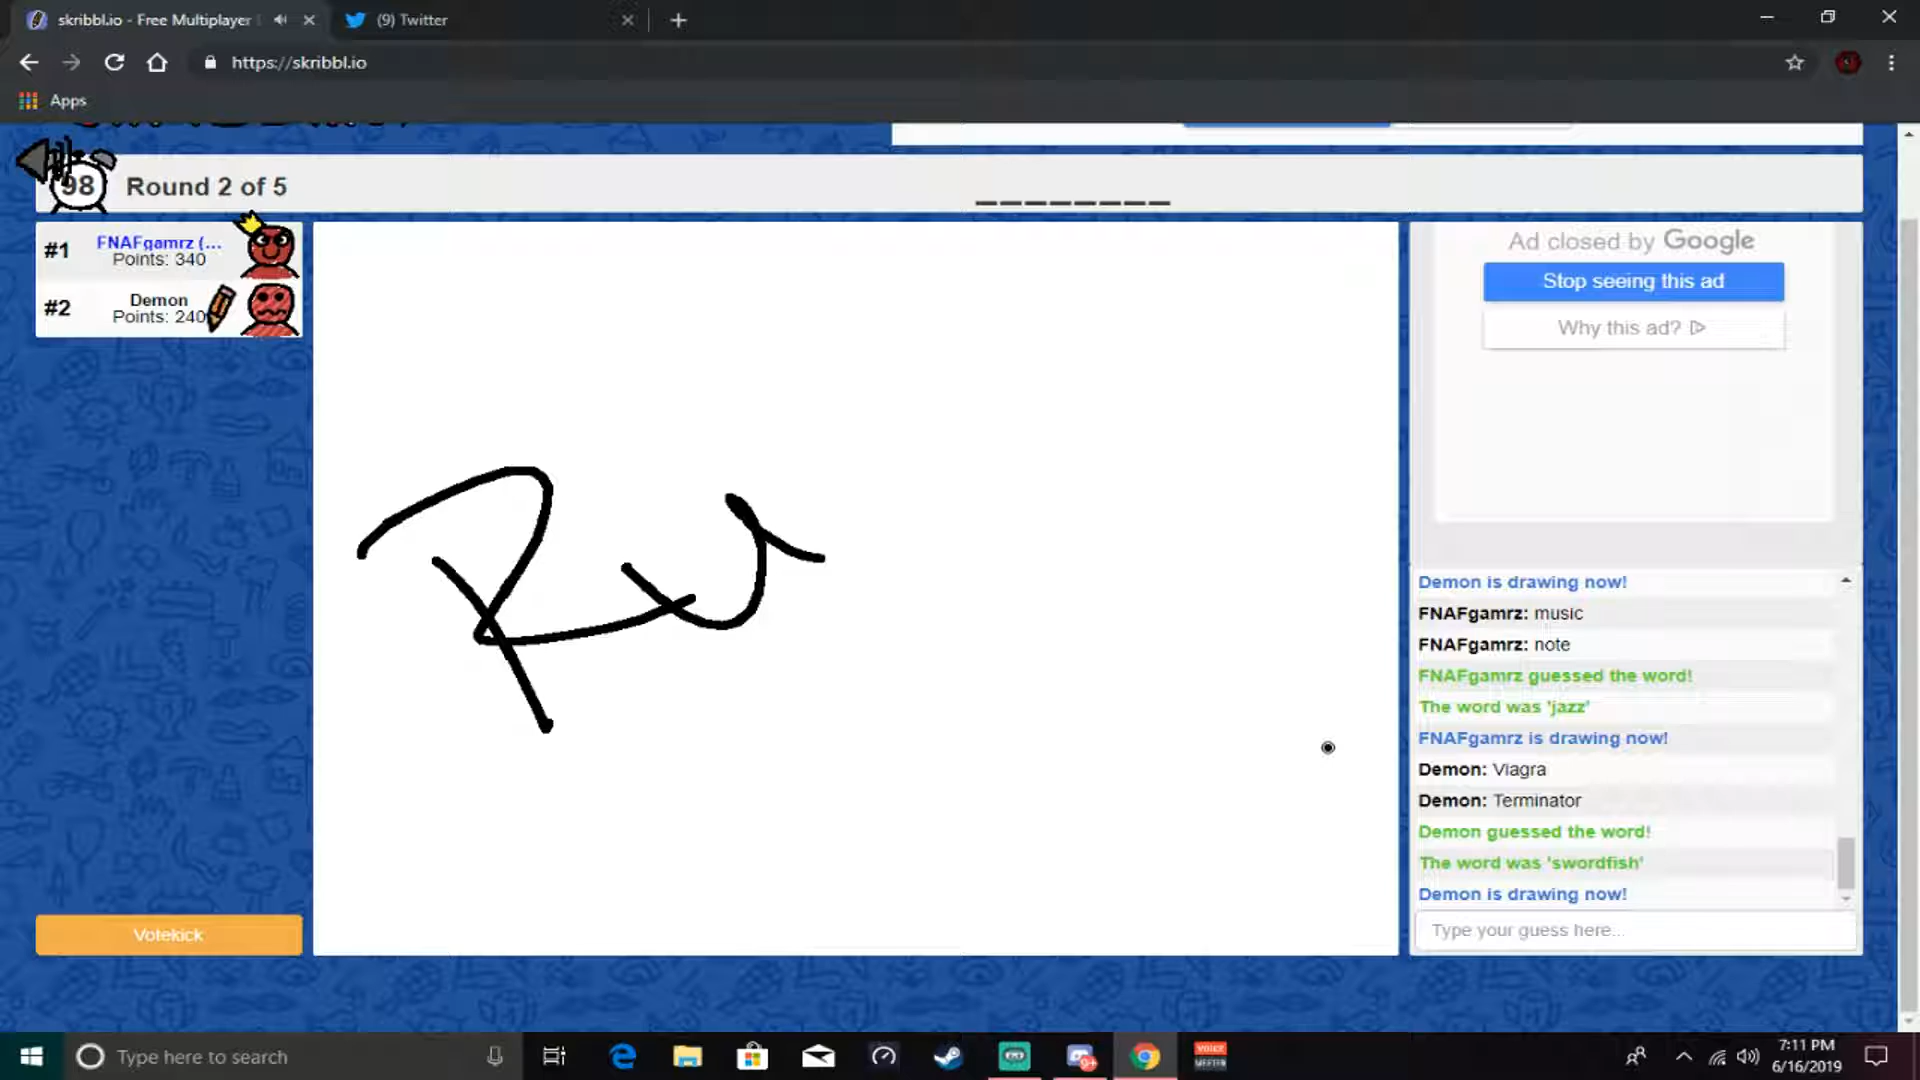 skribbl.io - Free Multiplayer
(9) Twitter
https://skribbl.io
Apps
98
Round 2 of 5
________
#1
FNAFgamrz (...
Points: 340
#2
Demon
Points: 240
Votekick
Ad closed by Google
Stop seeing this ad
Why this ad?
Demon is drawing now!
FNAFgamrz: music
FNAFgamrz: note
FNAFgamrz guessed the word!
The word was 'jazz'
FNAFgamrz is drawing now!
Demon: Viagra
Demon: Terminator
Demon guessed the word!
The word was 'swordfish'
Demon is drawing now!
Type your guess here...
Type here to search
9+
VOICE
MEETER
7:11 PM
6/16/2019